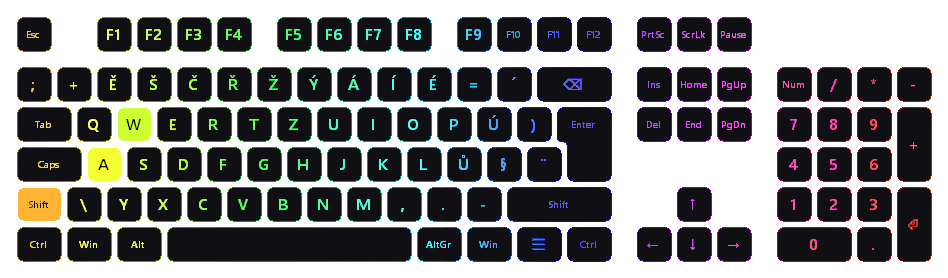 Esc F1 F2 F3 F4 F5 F6 F7 F8 F9 F10 F11 F12 PrtSc ScrLk Pause
; + Ě Š Č Ř Ž Ý Á Í É = ´ ⌫ Ins Home PgUp Num / * -
Tab Q W E R T Z U I O P Ú ) Enter Del End PgDn 7 8 9 +
Caps A S D F G H J K L Ů § ¨ 4 5 6
Shift \ Y X C V B N M , . - Shift ↑ 1 2 3 ⏎
Ctrl Win Alt AltGr Win ☰ Ctrl ← ↓ → 0 .